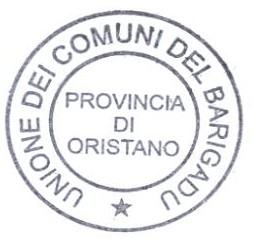 UNIONE DEI COMUNI DEL BARIGADU
PROVINCIA
DI
ORISTANO